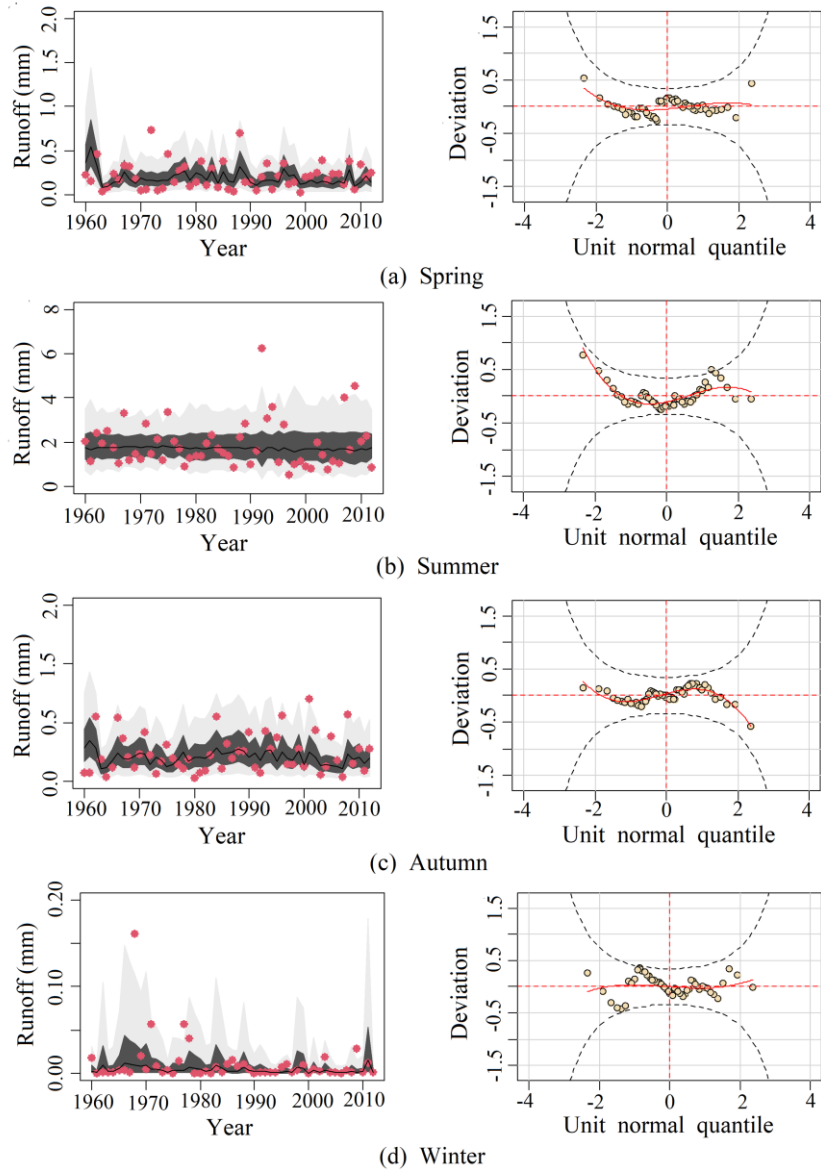 2.0
1.5
1.0
0.5
0.0
Runoff (mm)
1960 1970 1980 1990 2000 2010
Year
1.5
0.5
-0.5
-1.5
Deviation
-4 -2 0 2 4
Unit normal quantile
(a) Spring
8
6
4
2
0
Runoff (mm)
1960 1970 1980 1990 2000 2010
Year
1.5
0.5
-0.5
-1.5
Deviation
-4 -2 0 2 4
Unit normal quantile
(b) Summer
2.0
1.5
0.5
0.0
Runoff (mm)
1960 1970 1980 1990 2000 2010
Year
1.5
0.5
-0.5
-1.5
Deviation
-4 -2 0 2 4
Unit normal quantile
(c) Autumn
0.20
0.10
0.00
Runoff (mm)
1960 1970 1980 1990 2000 2010
Year
1.5
0.5
-0.5
-1.5
Deviation
-4 -2 0 2 4
Unit normal quantile
(d) Winter